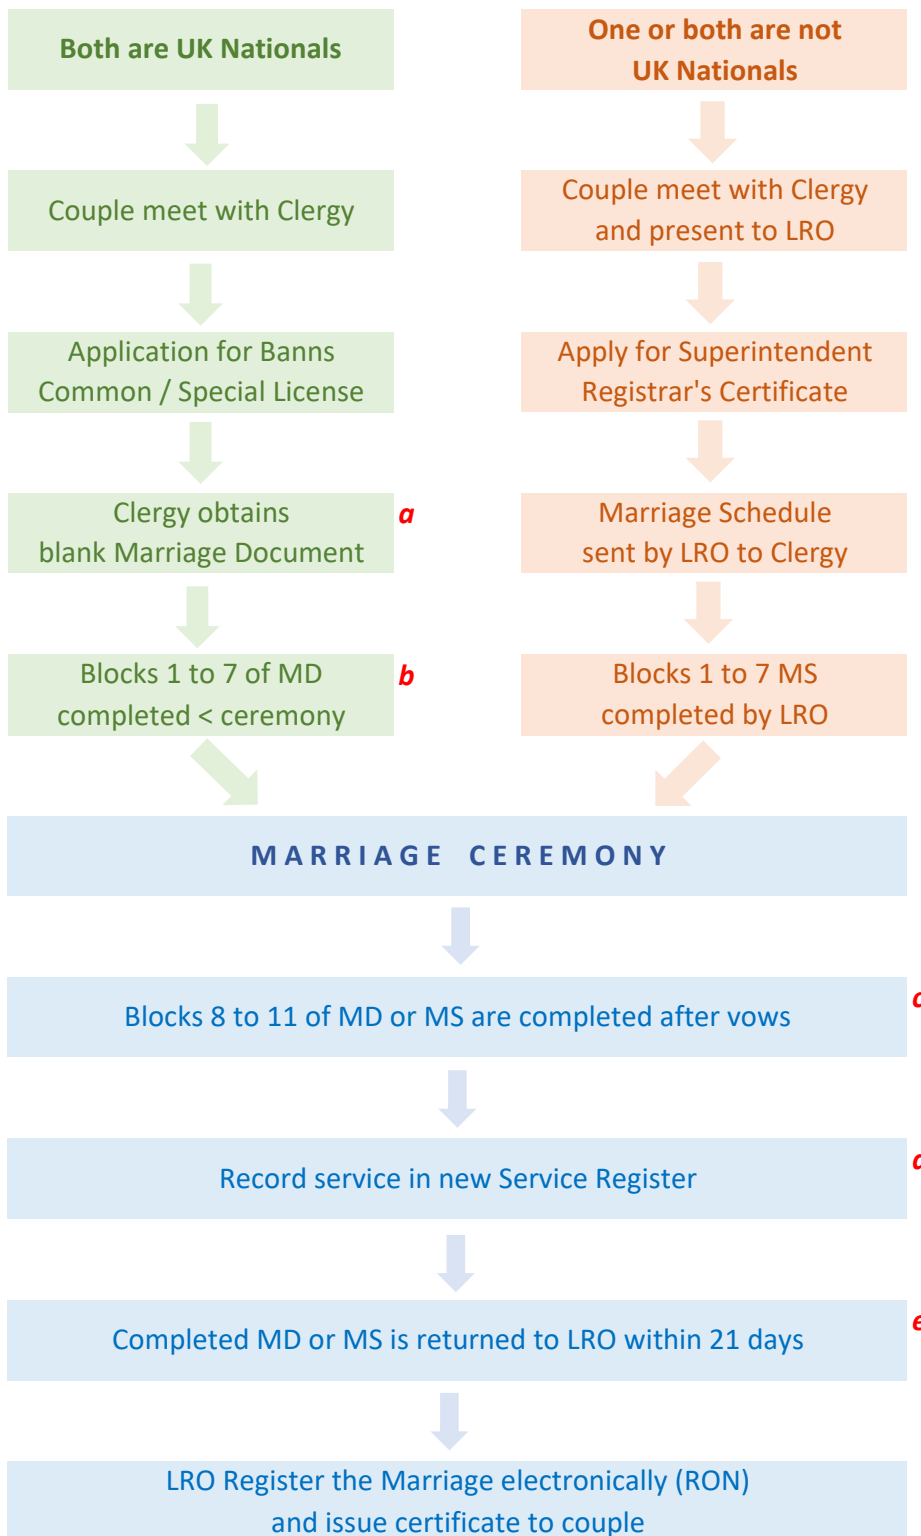 Both are UK Nationals
Couple meet with Clergy
Application for Banns
Common / Special License
Clergy obtains
blank Marriage Document
a
Blocks 1 to 7 of MD
completed < ceremony
b
One or both are not
UK Nationals
Couple meet with Clergy
and present to LRO
Apply for Superintendent
Registrar's Certificate
Marriage Schedule
sent by LRO to Clergy
Blocks 1 to 7 MS
completed by LRO
MARRIAGE CEREMONY
Blocks 8 to 11 of MD or MS are completed after vows
c
Record service in new Service Register
d
Completed MD or MS is returned to LRO within 21 days
e
LRO Register the Marriage electronically (RON)
and issue certificate to couple